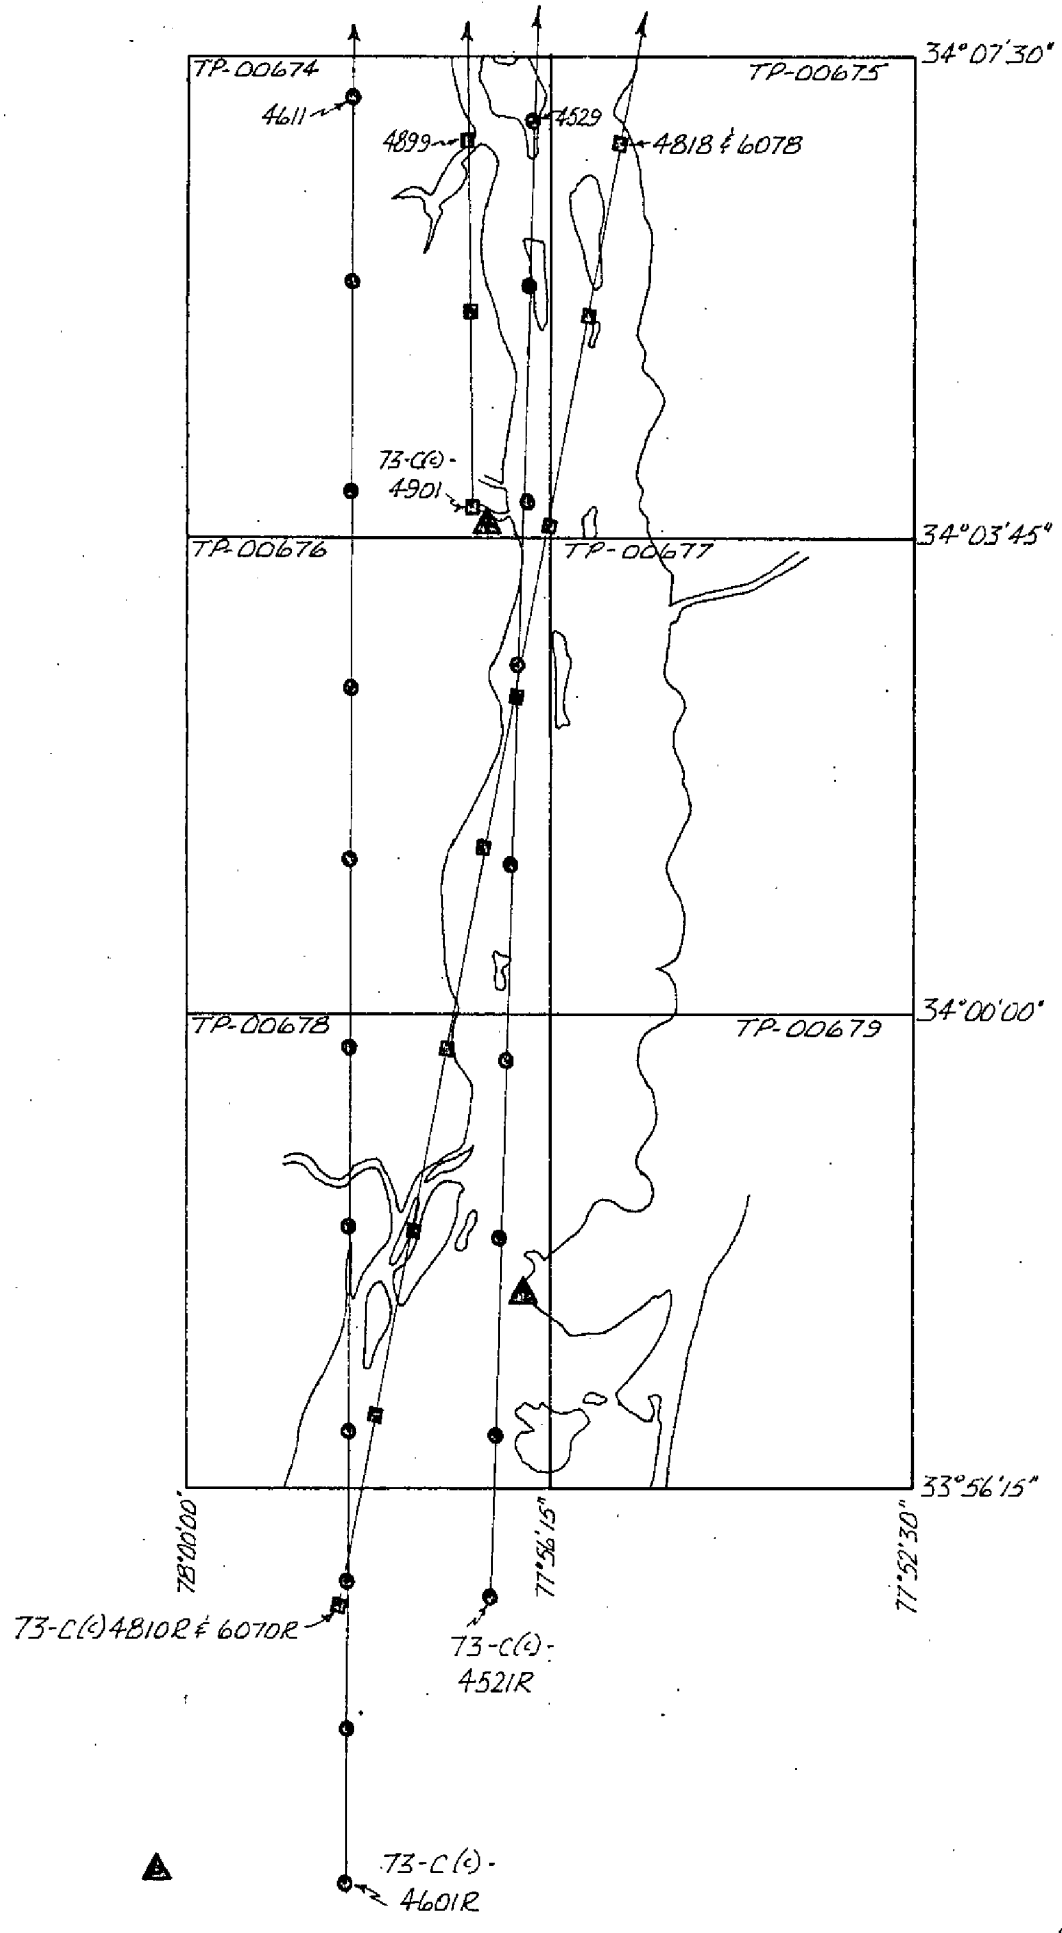 34°07'30"
TP-00674
TP-00675
4611
4529
4899
4818 & 6078
73-C(c)-
4901
34°03'45"
TP-00676
TP-00677
34°00'00"
TP-00678
TP-00679
33°56'15"
78°00'00"
77°56'15"
77°52'30"
73-C(c)4810R & 6070R
73-C(c)-
4521R
73-C(c)-
4601R